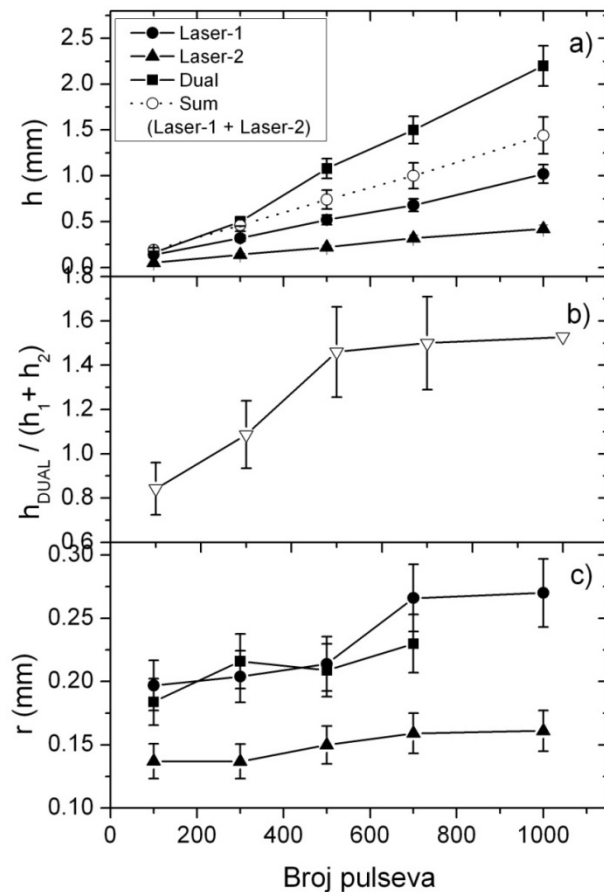 2.5
2.0
1.5
1.0
0.5
0.0
h (mm)
Laser-1
Laser-2
Dual
Sum
(Laser-1 + Laser-2)
a)
1.8
1.6
1.4
1.2
1.0
0.8
0.6
h_DUAL / (h_1 + h_2)
b)
0.30
0.25
0.20
0.15
0.10
r (mm)
c)
0 200 400 600 800 1000
Broj pulseva